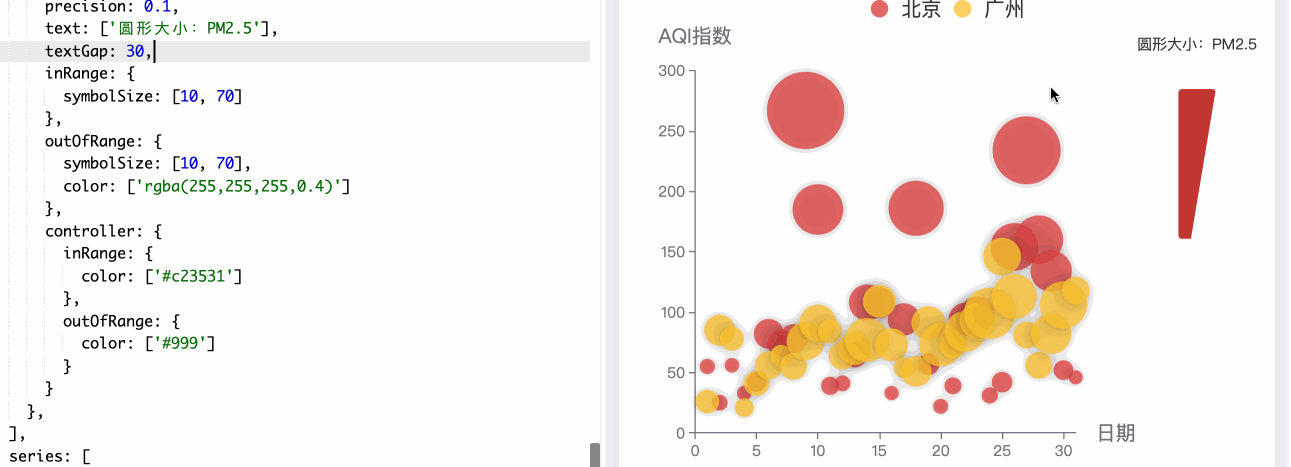 precision: 0.1,
text: ['圆形大小：PM2.5'],
textGap: 30,
inRange: {
symbolSize: [10, 70]
},
outOfRange: {
symbolSize: [10, 70],
color: ['rgba(255,255,255,0.4)']
},
controller: {
inRange: {
color: ['#c23531']
},
outOfRange: {
color: ['#999']
}
}
},
],
series: [
北京 广州
AQI指数
圆形大小：PM2.5
300
250
200
150
100
50
0
0 5 10 15 20 25 30
日期